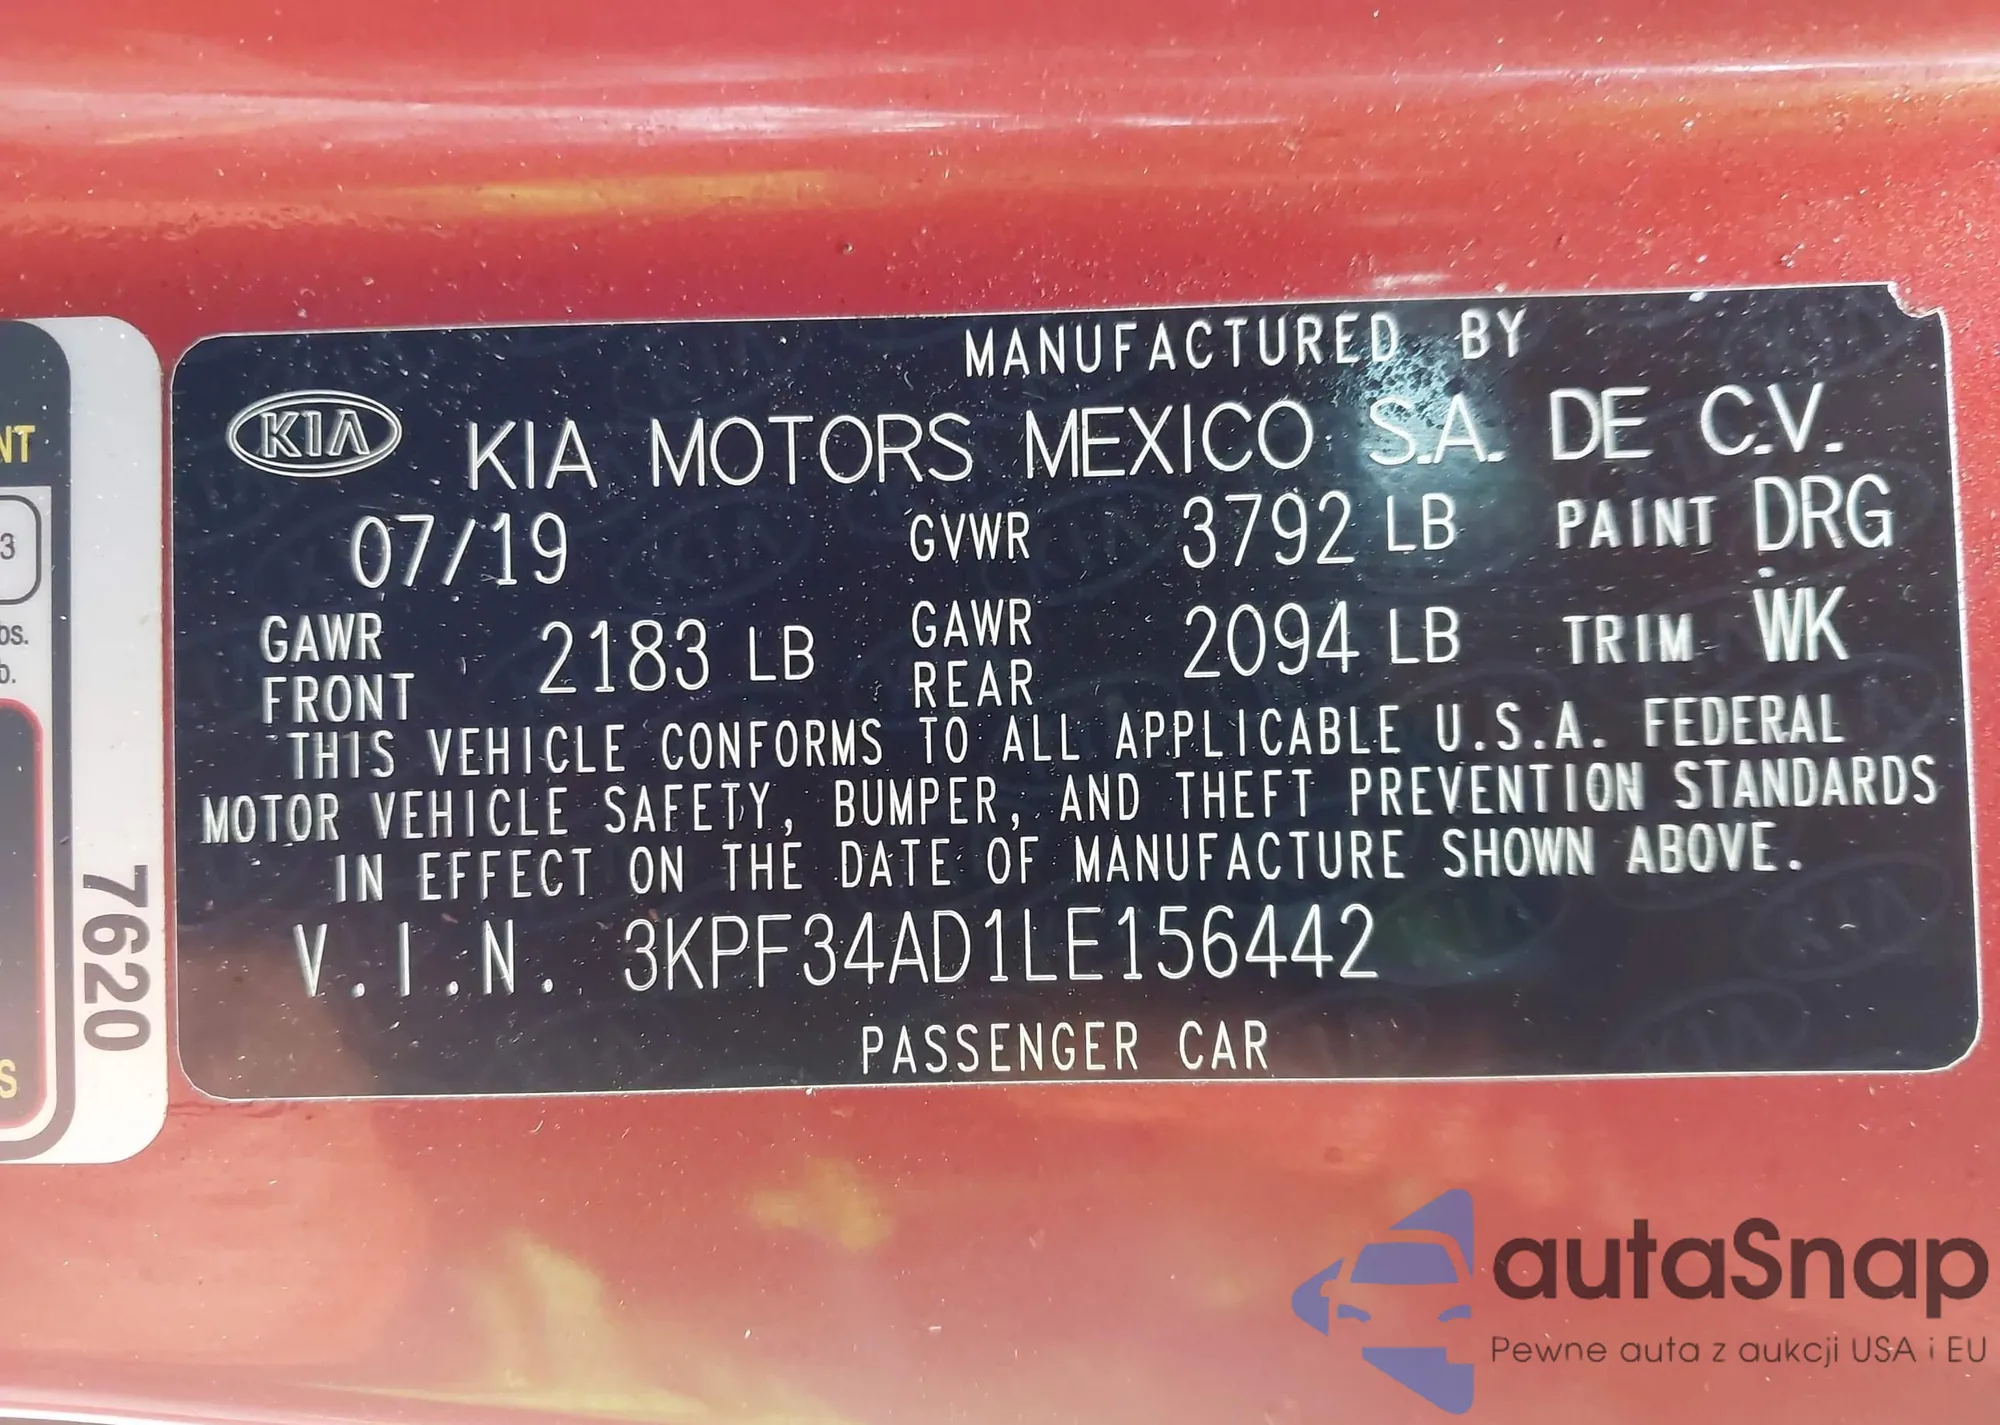 MANUFACTURED BY
KIA
KIA MOTORS MEXICO S.A. DE C.V.
07/19 GVWR 3792 LB PAINT DRG
GAWR FRONT 2183 LB GAWR REAR 2094 LB TRIM WK
THIS VEHICLE CONFORMS TO ALL APPLICABLE U.S.A. FEDERAL
MOTOR VEHICLE SAFETY, BUMPER, AND THEFT PREVENTION STANDARDS
IN EFFECT ON THE DATE OF MANUFACTURE SHOWN ABOVE.
V.I.N. 3KPF34AD1LE156442
PASSENGER CAR
NT
3
bs.
b.
S
7620
autaSnap
Pewne auta z aukcji USA i EU